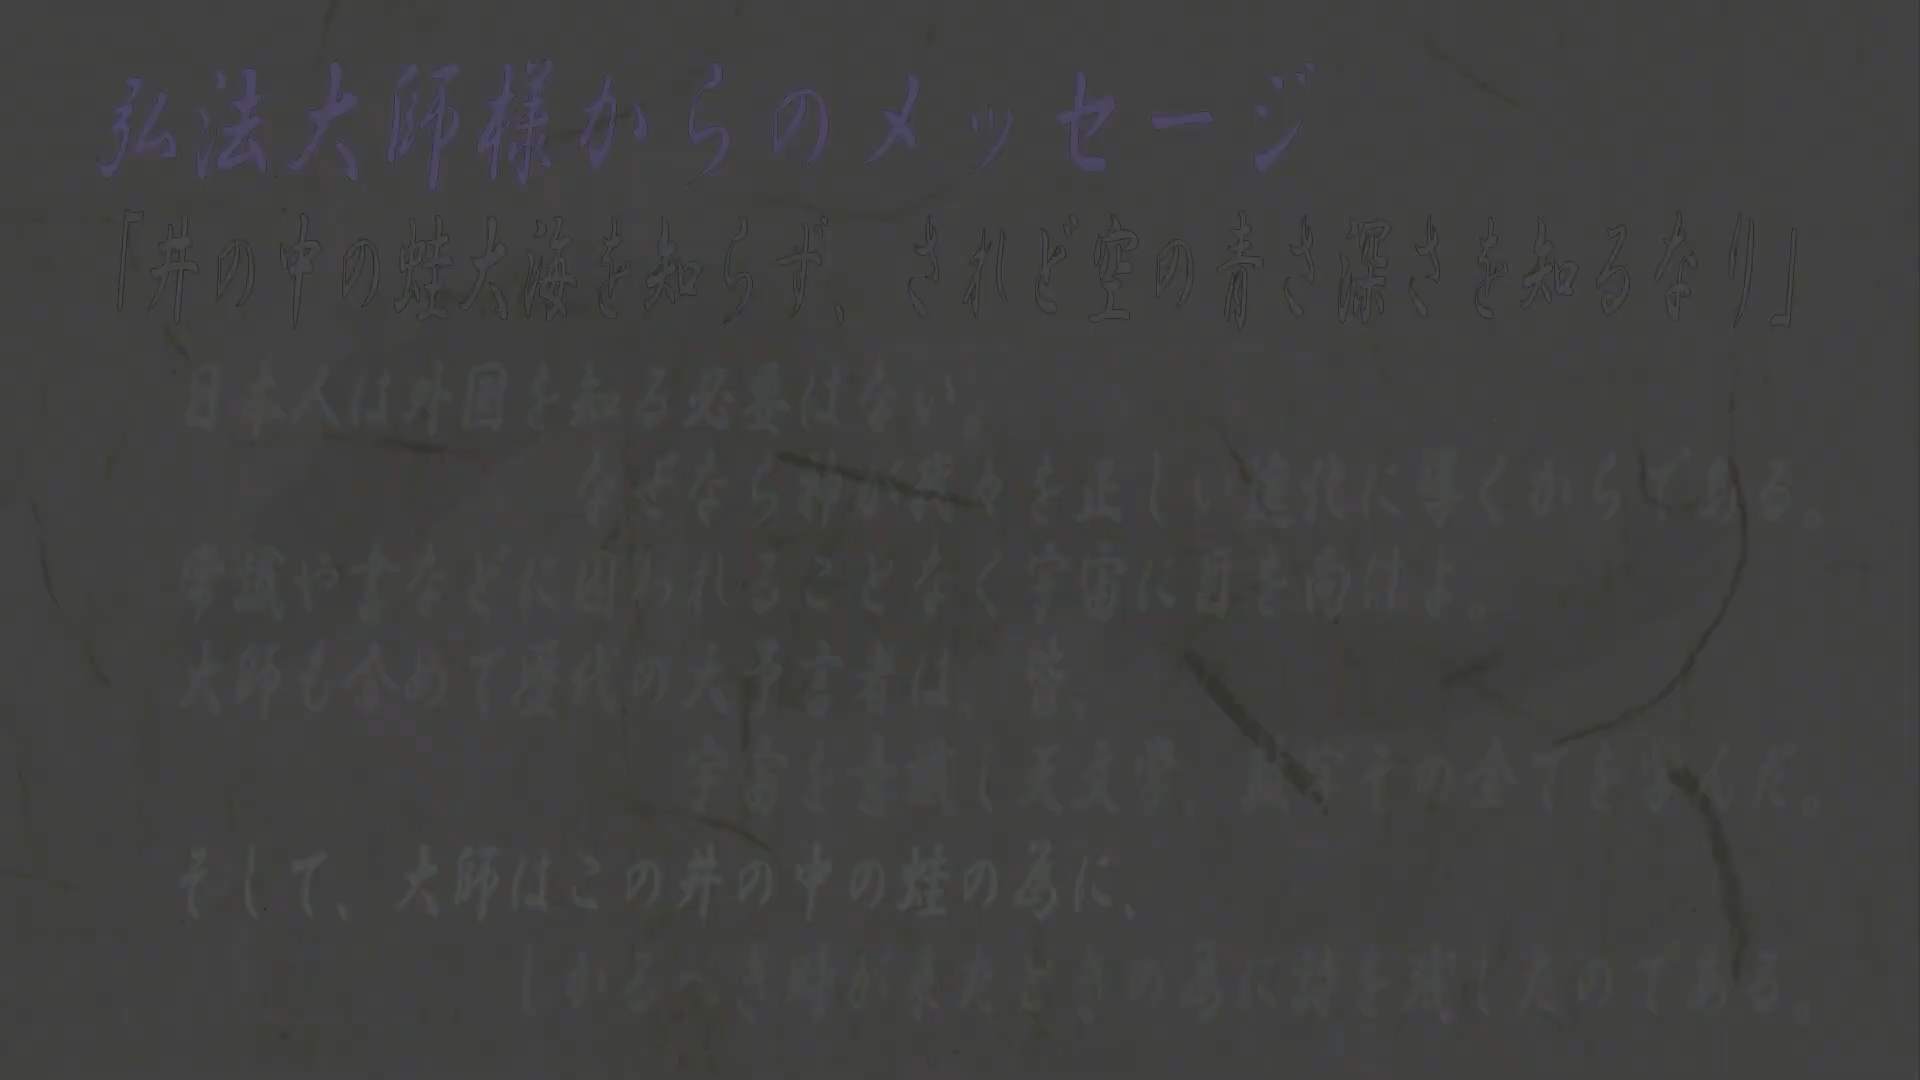 弘法大師様からのメッセージ
「井の中の蛙大海を知らず、されど空の青さ深さを知るなり」
日本人は外国を知る必要はない。
なぜなら神が我々を正しい進化に導くからである。
常識や書などに囚われることなく宇宙に目を向けよ。
大師も含めて歴代の大予言者は、皆、
宇宙を意識し天文学、真実その全てを学んだ。
そして、大師はこの井の中の蛙の為に、
しかるべき時が来たときの為に詩を残したのである。